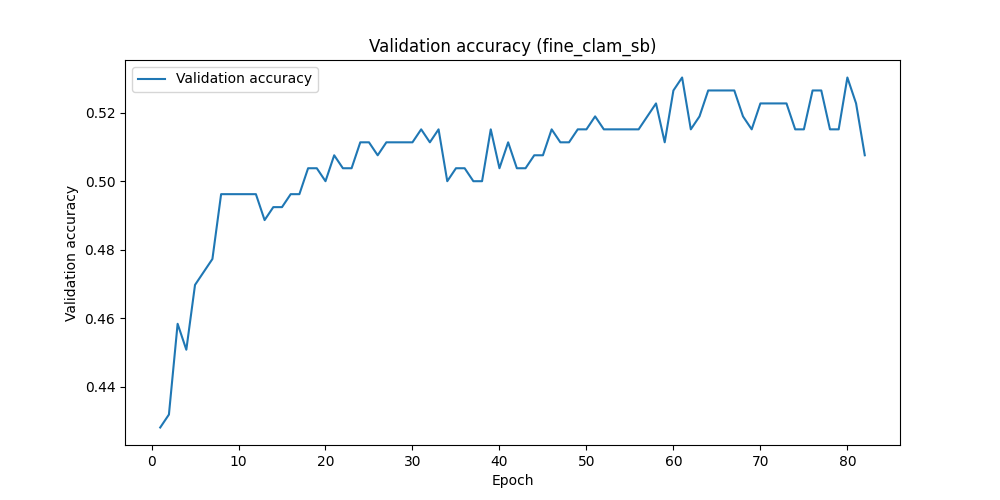 Validation accuracy (fine_clam_sb)
Validation accuracy
0.52
0.50
0.48
0.46
0.44
Validation accuracy
0 10 20 30 40 50 60 70 80
Epoch